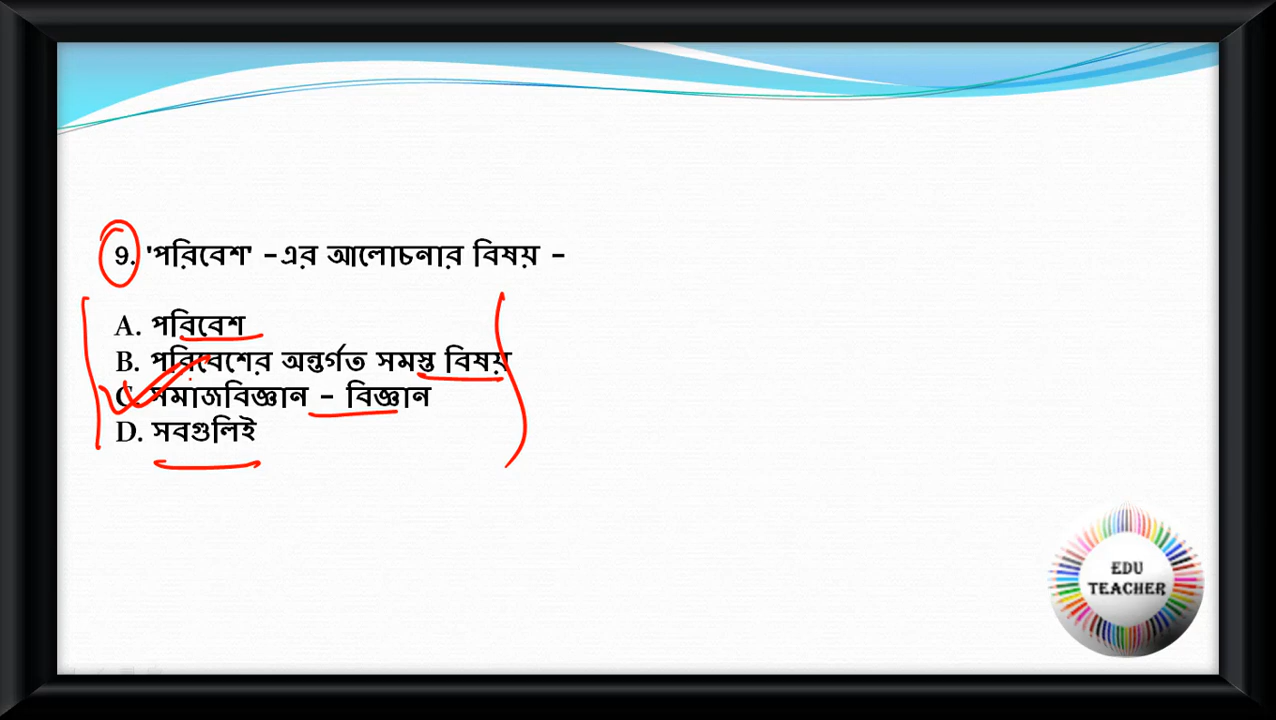 9. 'পরিবেশ' -এর আলোচনার বিষয় -
A. পরিবেশ
B. পরিবেশের অন্তর্গত সমস্ত বিষয়
C. সমাজবিজ্ঞান - বিজ্ঞান
D. সবগুলিই
EDU
TEACHER